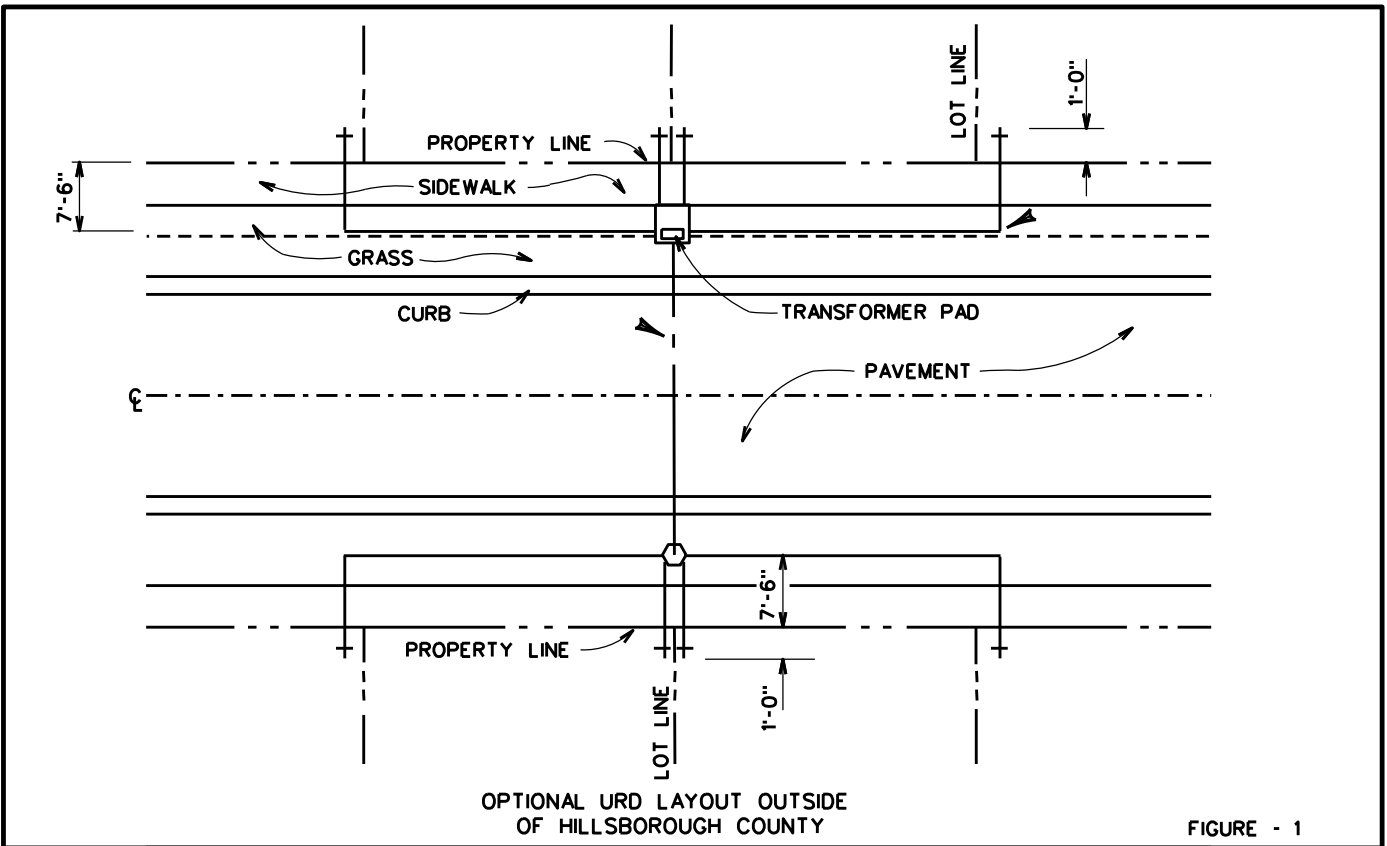 LOT LINE
1'-0"
PROPERTY LINE
SIDEWALK
7'-6"
GRASS
CURB
TRANSFORMER PAD
PAVEMENT
℄
7'-6"
PROPERTY LINE
LOT LINE
1'-0"
OPTIONAL URD LAYOUT OUTSIDE
OF HILLSBOROUGH COUNTY
FIGURE - 1